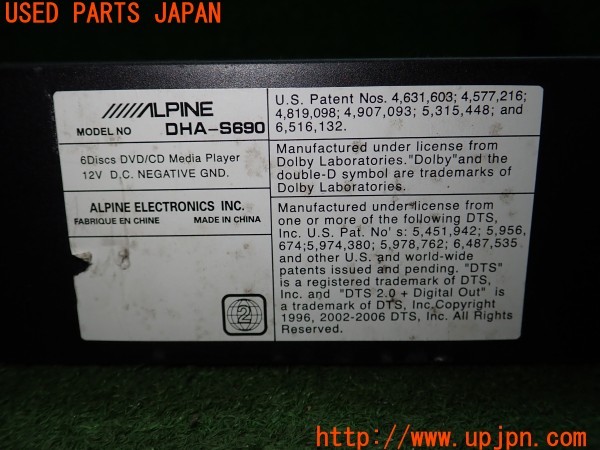 USED PARTS JAPAN
ALPINE
MODEL NO DHA-S690
6Discs DVD/CD Media Player
12V D.C. NEGATIVE GND.
ALPINE ELECTRONICS INC.
FABRIQUE EN CHINE MADE IN CHINA
2
U.S. Patent Nos. 4,631,603; 4,577,216;
4,819,098; 4,907,093; 5,315,448; and
6,516,132.
Manufactured under license from
Dolby Laboratories. "Dolby"and the
double-D symbol are trademarks of
Dolby Laboratories.
Manufactured under license from
one or more of the following DTS,
Inc. U.S. Pat. No' s: 5,451,942; 5,956,
674;5,974,380; 5,978,762; 6,487,535
and other U.S. and world-wide
patents issued and pending. "DTS"
is a registered trademark of DTS,
Inc. and "DTS 2.0 + Digital Out" is
a trademark of DTS, Inc.Copyright
1996, 2002-2006 DTS, Inc. All Rights
Reserved.
http://www.upjpn.com/